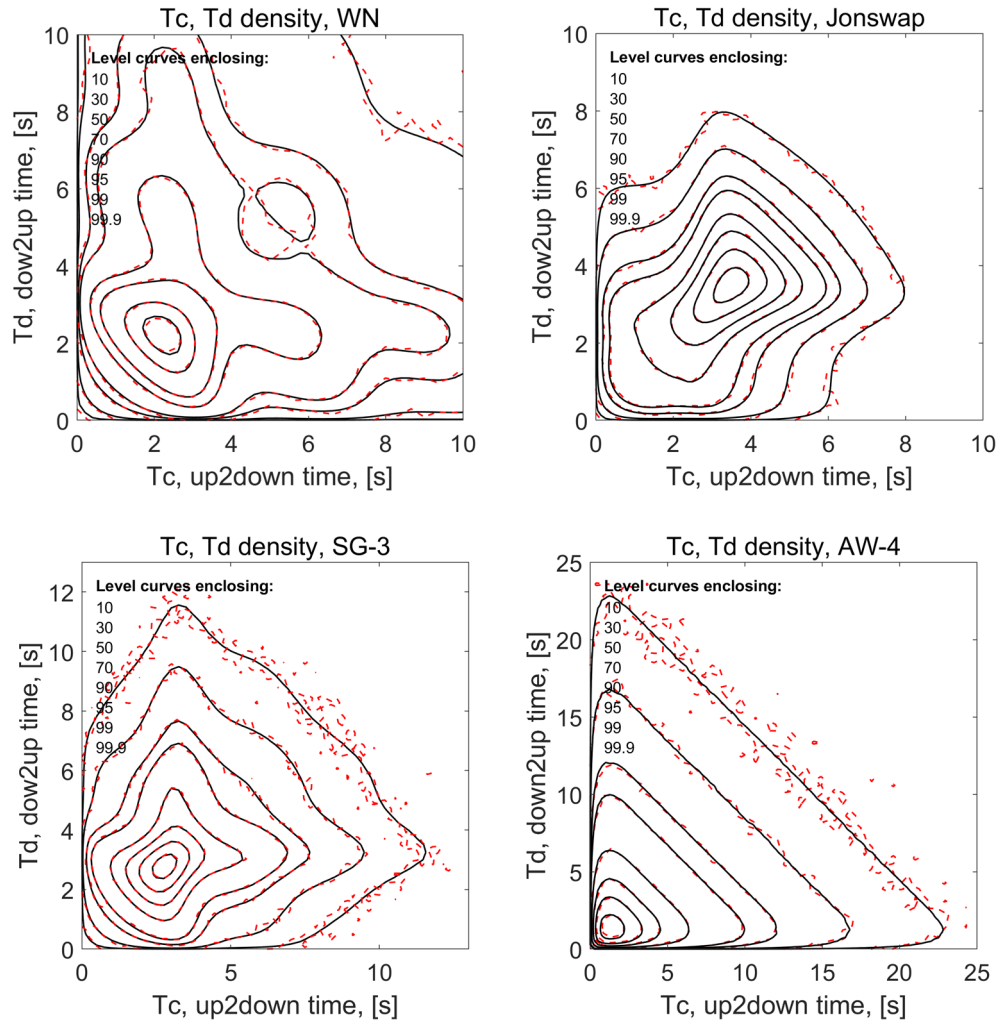 Tc, Td density, WN
10
8
6
4
2
0
Td, dow2up time, [s]
Level curves enclosing:
10
30
50
70
90
95
99
99.9
0 2 4 6 8 10
Tc, up2down time, [s]
Tc, Td density, Jonswap
10
8
6
4
2
0
Td, dow2up time, [s]
Level curves enclosing:
10
30
50
70
90
95
99
99.9
0 2 4 6 8 10
Tc, up2down time, [s]
Tc, Td density, SG-3
12
10
8
6
4
2
0
Td, dow2up time, [s]
Level curves enclosing:
10
30
50
70
90
95
99
99.9
0 5 10
Tc, up2down time, [s]
Tc, Td density, AW-4
25
20
15
10
5
0
Td, down2up time, [s]
Level curves enclosing:
10
30
50
70
90
95
99
99.9
0 5 10 15 20 25
Tc, up2down time, [s]